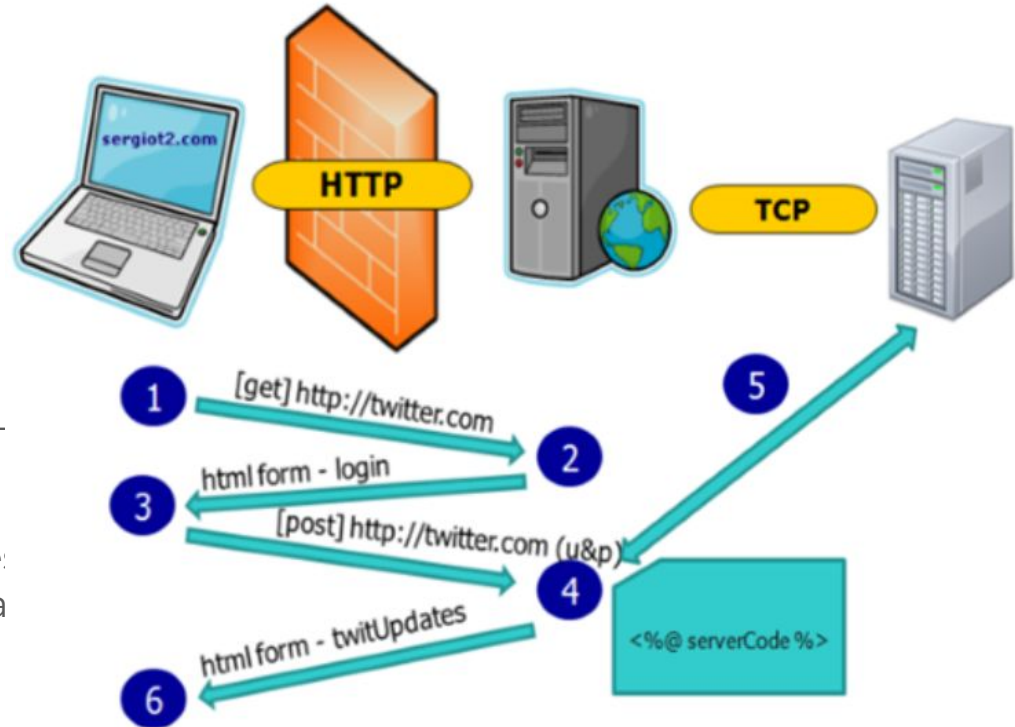 sergiot2.com
HTTP
TCP
1
[get] http://twitter.com
2
html form - login
3
[post] http://twitter.com (u&p)
4
5
<%@ serverCode %>
html form - twitUpdates
6